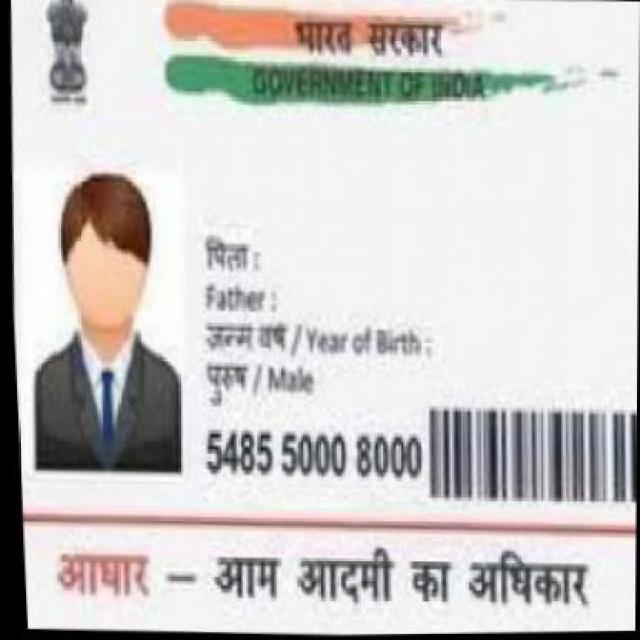 भारत सरकार
GOVERNMENT OF INDIA
पिता :
Father :
जन्म वर्ष / Year of Birth :
पुरुष / Male
5485 5000 8000
आधार – आम आदमी का अधिकार